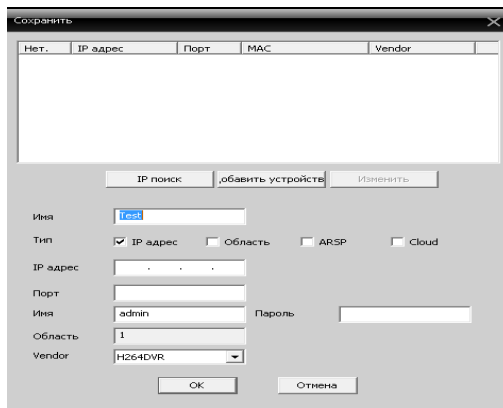 Сохранить
Нет. IP адрес Порт MAC Vendor
IP поиск ,обавить устройств Изменить
Имя Test
Тип IP адрес Область ARSP Cloud
IP адрес . . .
Порт
Имя admin Пароль
Область 1
Vendor H264DVR
OK Отмена